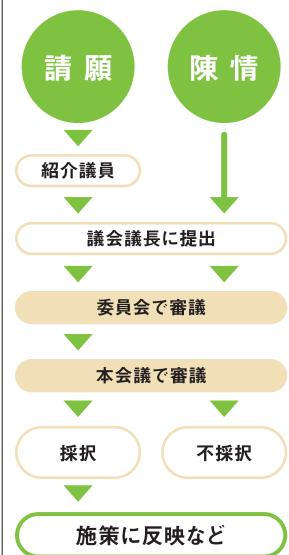 請願
陳情
紹介議員
議会議長に提出
委員会で審議
本会議で審議
採択
不採択
施策に反映など